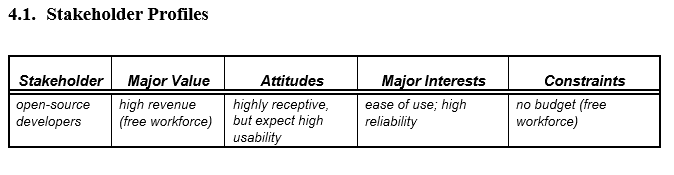 4.1. Stakeholder Profiles
Stakeholder Major Value Attitudes Major Interests Constraints
open-source high revenue highly receptive, ease of use; high no budget (free
developers (free workforce) but expect high reliability workforce)
usability